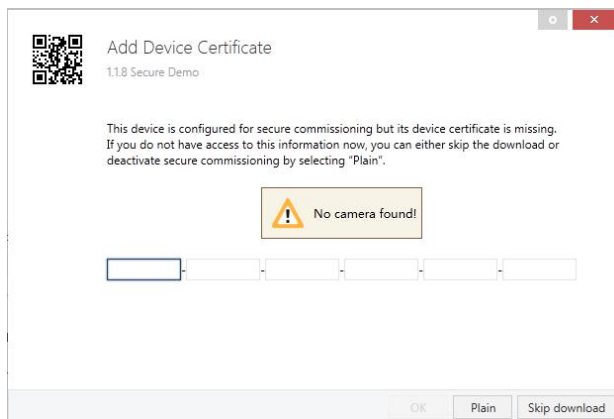 Add Device Certificate
1.1.8 Secure Demo
This device is configured for secure commissioning but its device certificate is missing.
If you do not have access to this information now, you can either skip the download or
deactivate secure commissioning by selecting "Plain".
No camera found!
- - - - -
OK Plain Skip download